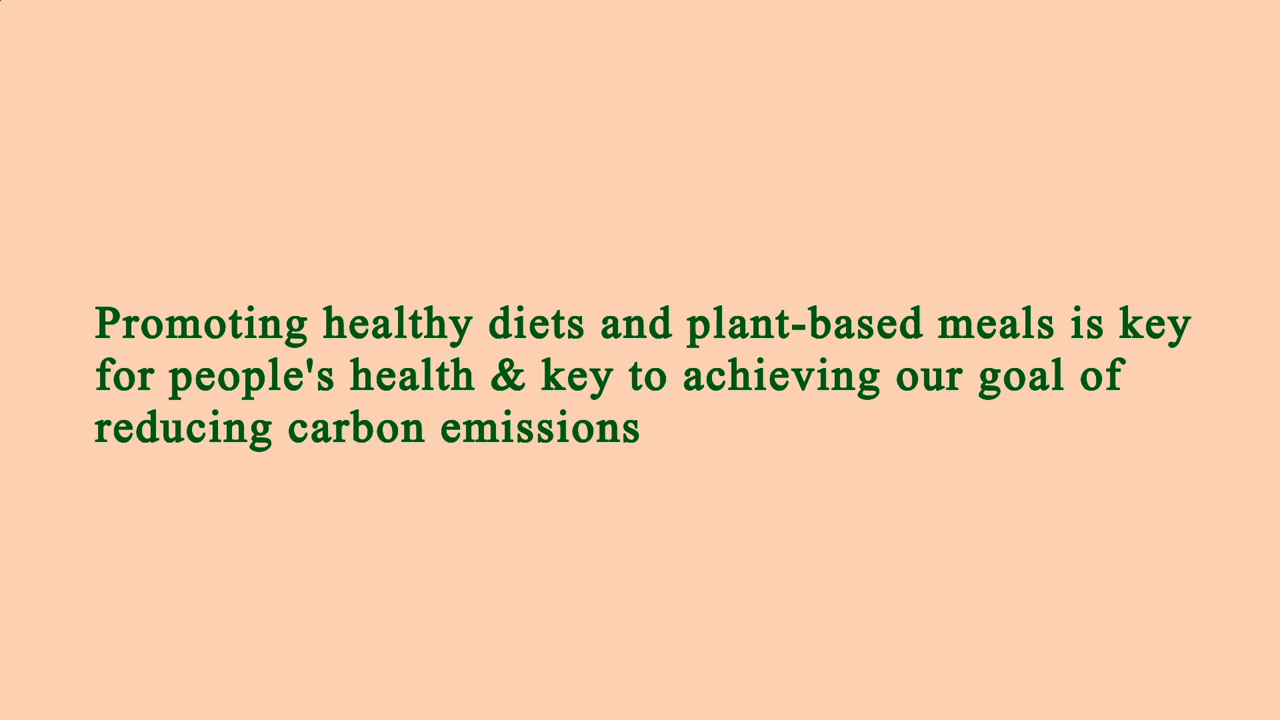 Promoting healthy diets and plant-based meals is key
for people's health & key to achieving our goal of
reducing carbon emissions